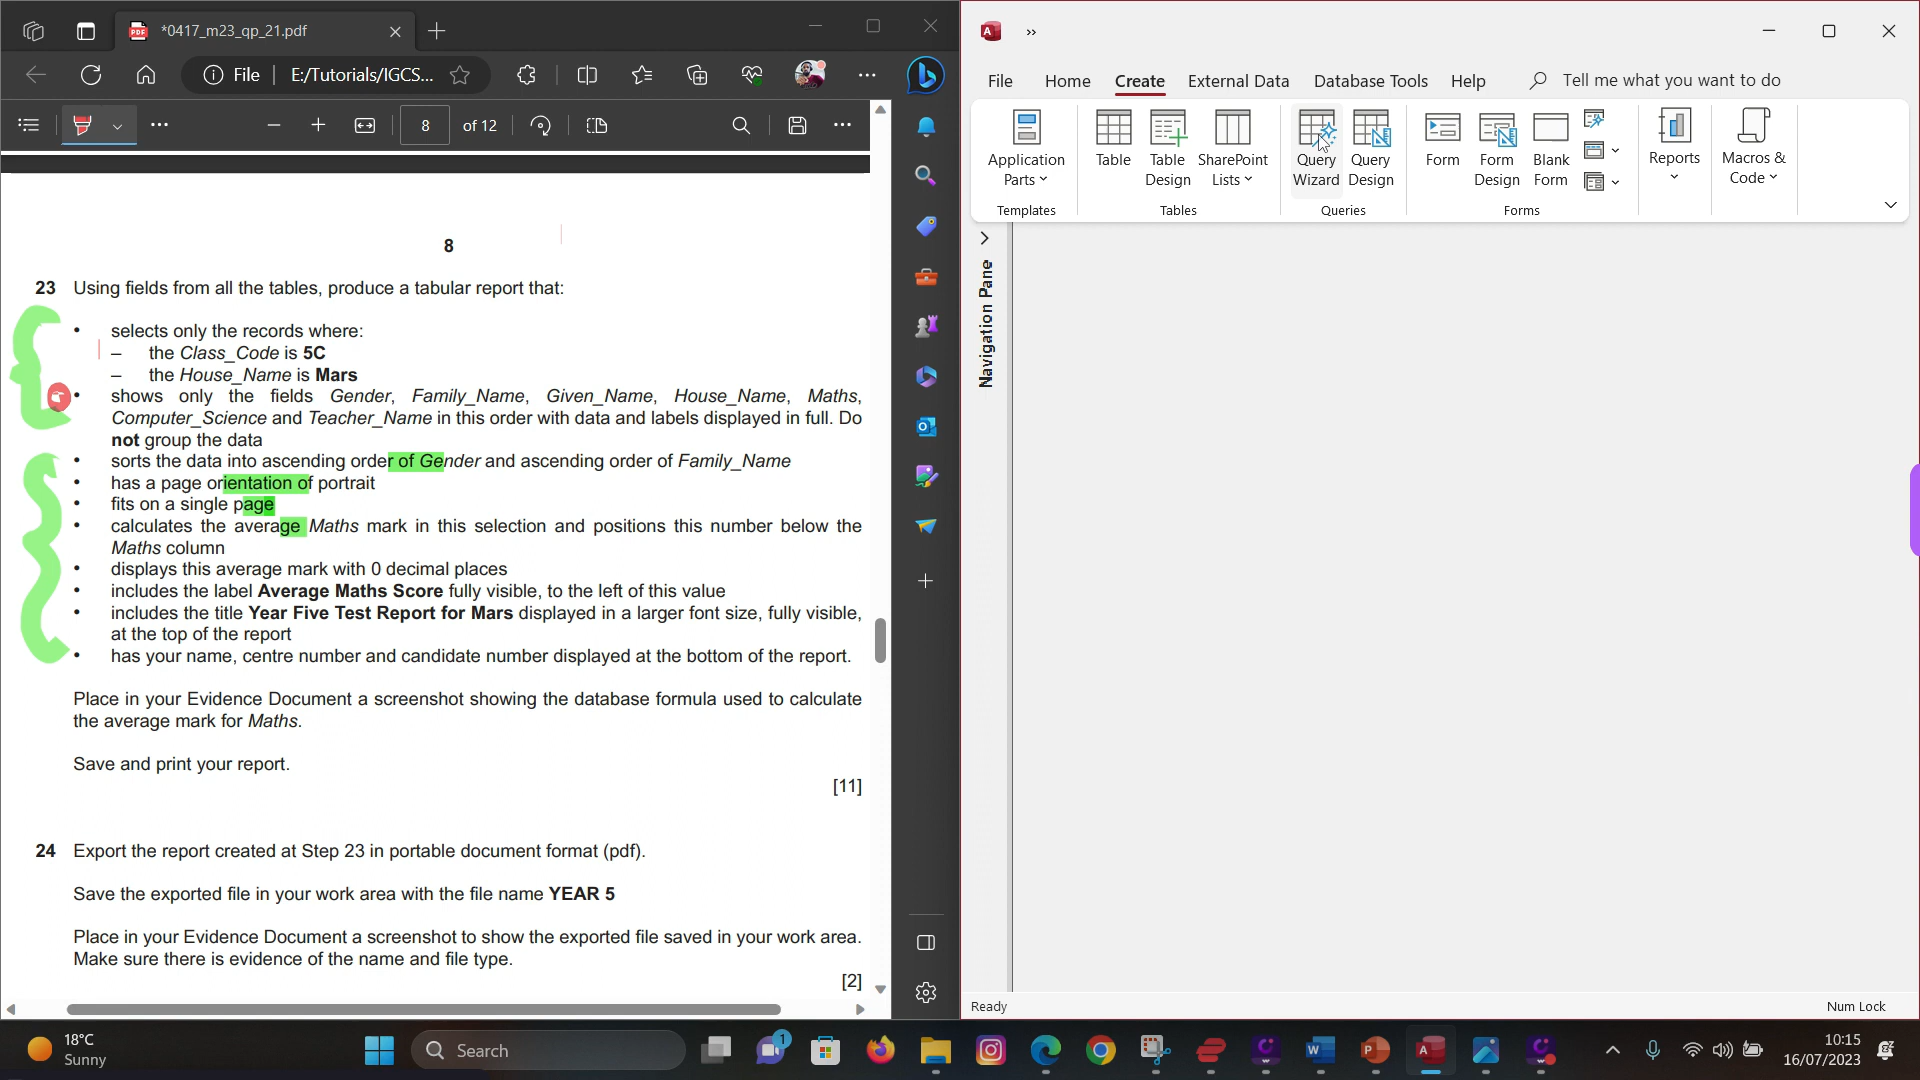 *0417_m23_qp_21.pdf
File
E:/Tutorials/IGCS...
8
of 12
8
23 Using fields from all the tables, produce a tabular report that:
• selects only the records where:
– the Class_Code is 5C
– the House_Name is Mars
• shows only the fields Gender, Family_Name, Given_Name, House_Name, Maths,
Computer_Science and Teacher_Name in this order with data and labels displayed in full. Do
not group the data
• sorts the data into ascending order of Gender and ascending order of Family_Name
• has a page orientation of portrait
• fits on a single page
• calculates the average Maths mark in this selection and positions this number below the
Maths column
• displays this average mark with 0 decimal places
• includes the label Average Maths Score fully visible, to the left of this value
• includes the title Year Five Test Report for Mars displayed in a larger font size, fully visible,
at the top of the report
• has your name, centre number and candidate number displayed at the bottom of the report.
Place in your Evidence Document a screenshot showing the database formula used to calculate
the average mark for Maths.
Save and print your report.
[11]
24 Export the report created at Step 23 in portable document format (pdf).
Save the exported file in your work area with the file name YEAR 5
Place in your Evidence Document a screenshot to show the exported file saved in your work area.
Make sure there is evidence of the name and file type.
[2]
File Home Create External Data Database Tools Help Tell me what you want to do
Application
Parts
Templates
Table
Table
Design
SharePoint
Lists
Tables
Query
Wizard
Query
Design
Queries
Form
Form
Design
Blank
Form
Forms
Reports
Macros &
Code
Navigation Pane
Ready
Num Lock
18°C
Sunny
Search
1
10:15
16/07/2023